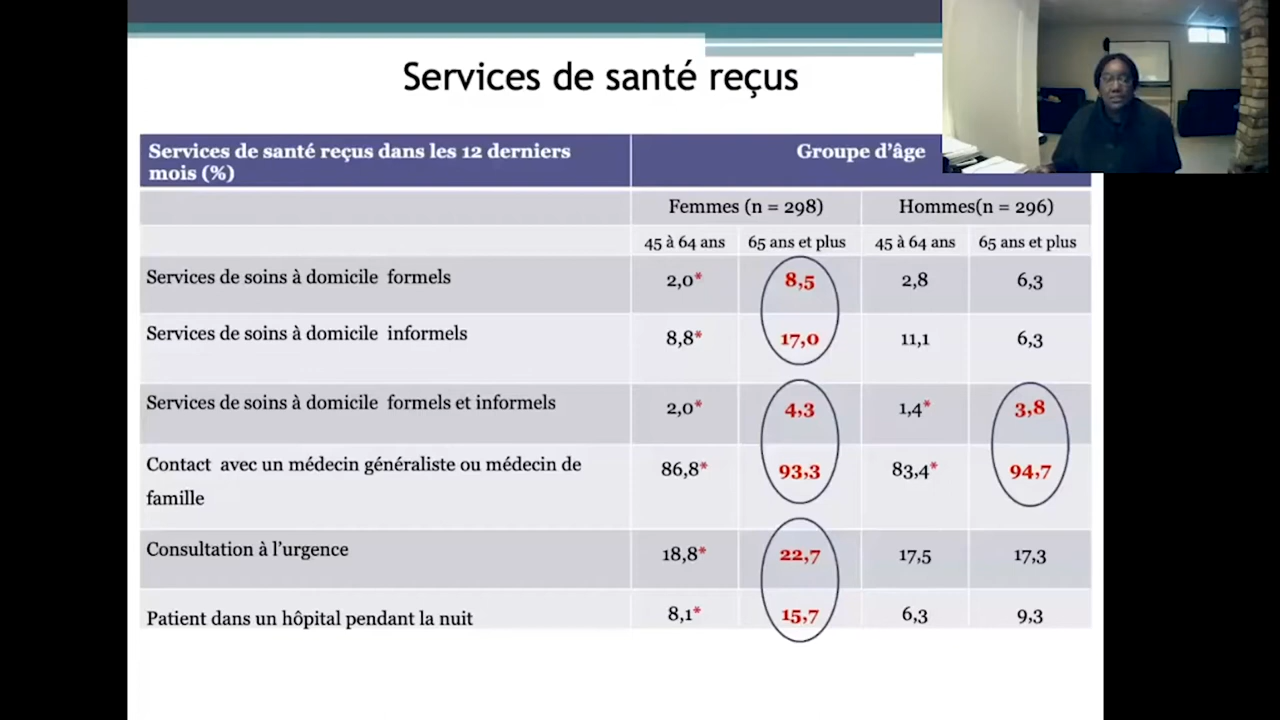 Services de santé reçus
Services de santé reçus dans les 12 derniers
mois (%)
Groupe d'âge
Femmes (n = 298)
Hommes(n = 296)
45 à 64 ans
65 ans et plus
45 à 64 ans
65 ans et plus
Services de soins à domicile formels
2,0*
8,5
2,8
6,3
Services de soins à domicile informels
8,8*
17,0
11,1
6,3
Services de soins à domicile formels et informels
2,0*
4,3
1,4*
3,8
Contact avec un médecin généraliste ou médecin de
famille
86,8*
93,3
83,4*
94,7
Consultation à l'urgence
18,8*
22,7
17,5
17,3
Patient dans un hôpital pendant la nuit
8,1*
15,7
6,3
9,3